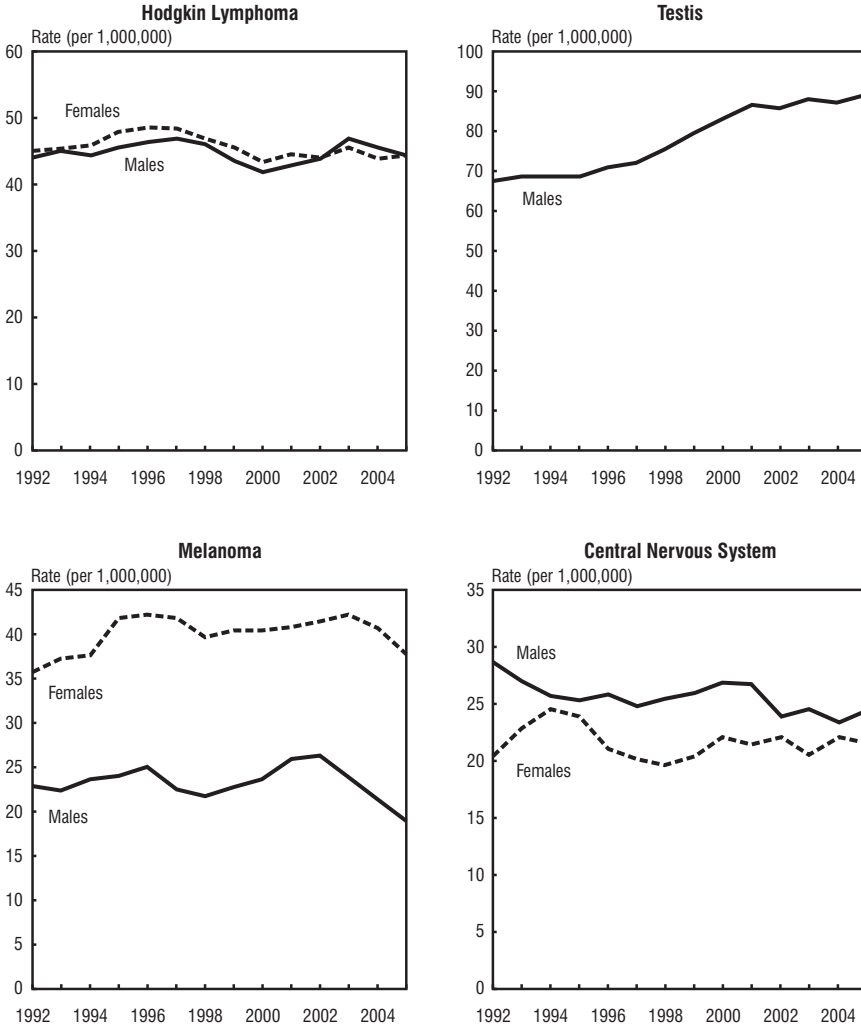 Hodgkin Lymphoma
Rate (per 1,000,000)
60
50
40
30
20
10
0
Females
Males
1992 1994 1996 1998 2000 2002 2004
Testis
Rate (per 1,000,000)
100
90
80
70
60
50
40
30
20
10
0
Males
1992 1994 1996 1998 2000 2002 2004
Melanoma
Rate (per 1,000,000)
45
40
35
30
25
20
15
10
5
0
Females
Males
1992 1994 1996 1998 2000 2002 2004
Central Nervous System
Rate (per 1,000,000)
35
30
25
20
15
10
5
0
Males
Females
1992 1994 1996 1998 2000 2002 2004